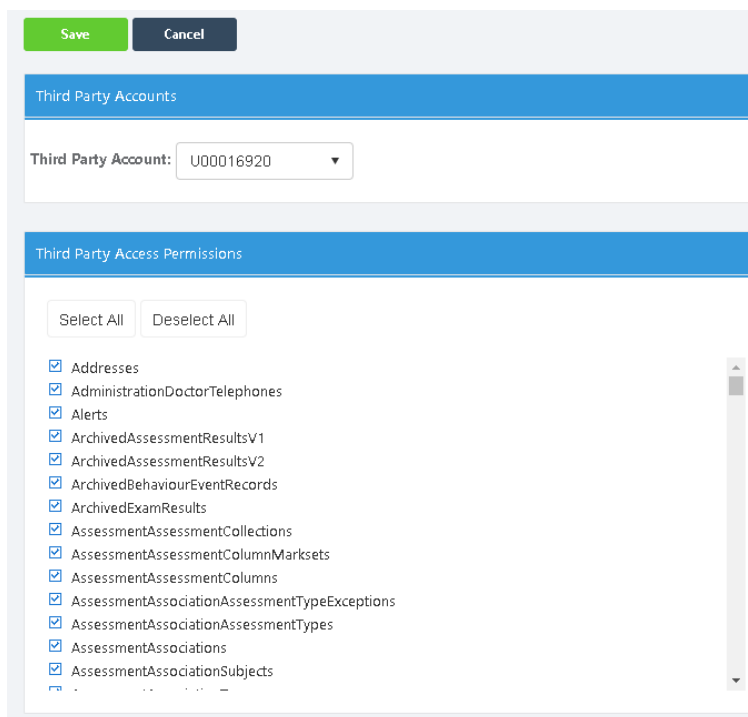 Save Cancel
Third Party Accounts
Third Party Account: U00016920
Third Party Access Permissions
Select All Deselect All
Addresses
AdministrationDoctorTelephones
Alerts
ArchivedAssessmentResultsV1
ArchivedAssessmentResultsV2
ArchivedBehaviourEventRecords
ArchivedExamResults
AssessmentAssessmentCollections
AssessmentAssessmentColumnMarksets
AssessmentAssessmentColumns
AssessmentAssociationAssessmentTypeExceptions
AssessmentAssociationAssessmentTypes
AssessmentAssociations
AssessmentAssociationSubjects